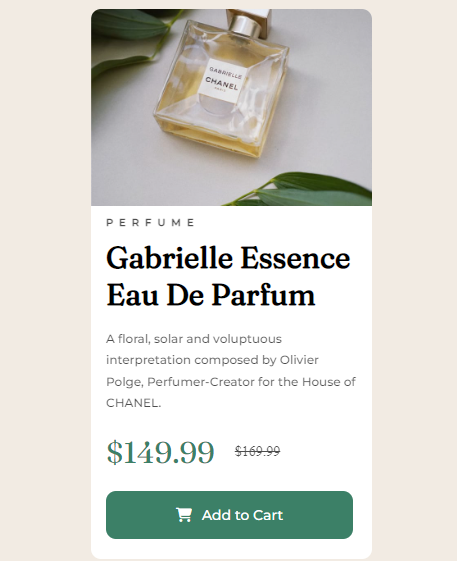 GABRIELLE
CHANEL
PARIS
PERFUME
Gabrielle Essence
Eau De Parfum
A floral, solar and voluptuous
interpretation composed by Olivier
Polge, Perfumer-Creator for the House of
CHANEL.
$149.99 $169.99
Add to Cart